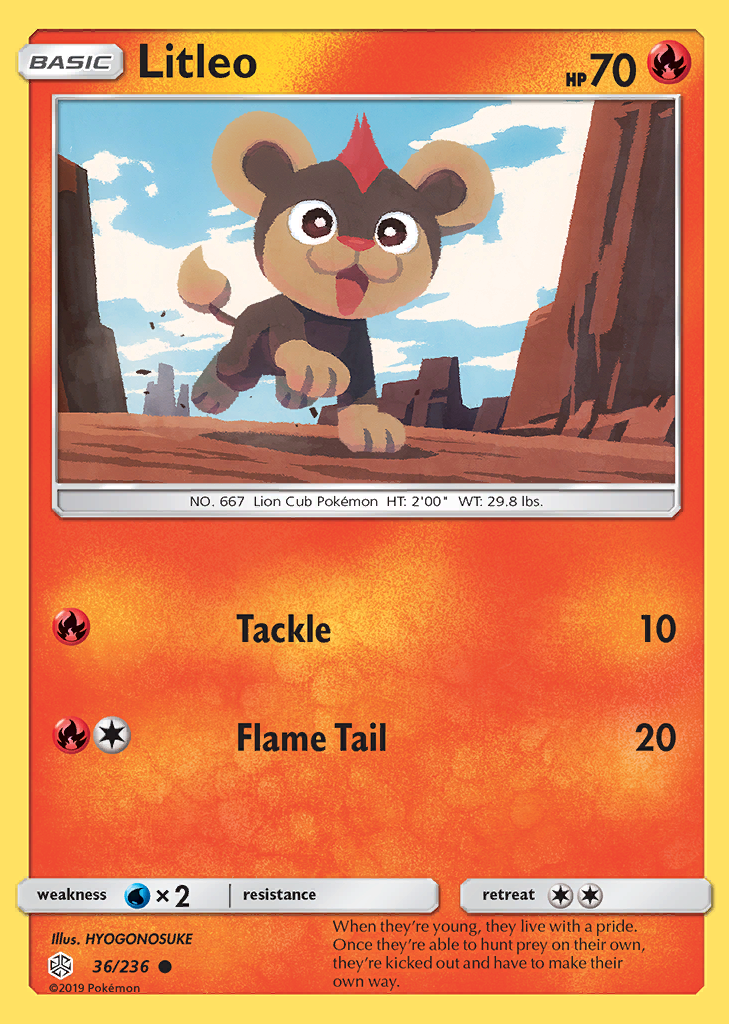 BASIC Litleo HP 70
NO. 667 Lion Cub Pokémon HT: 2'00" WT: 29.8 lbs.
Tackle 10
Flame Tail 20
weakness × 2 resistance retreat
Illus. HYOGONOSUKE
36/236
©2019 Pokémon
When they're young, they live with a pride.
Once they're able to hunt prey on their own,
they're kicked out and have to make their
own way.